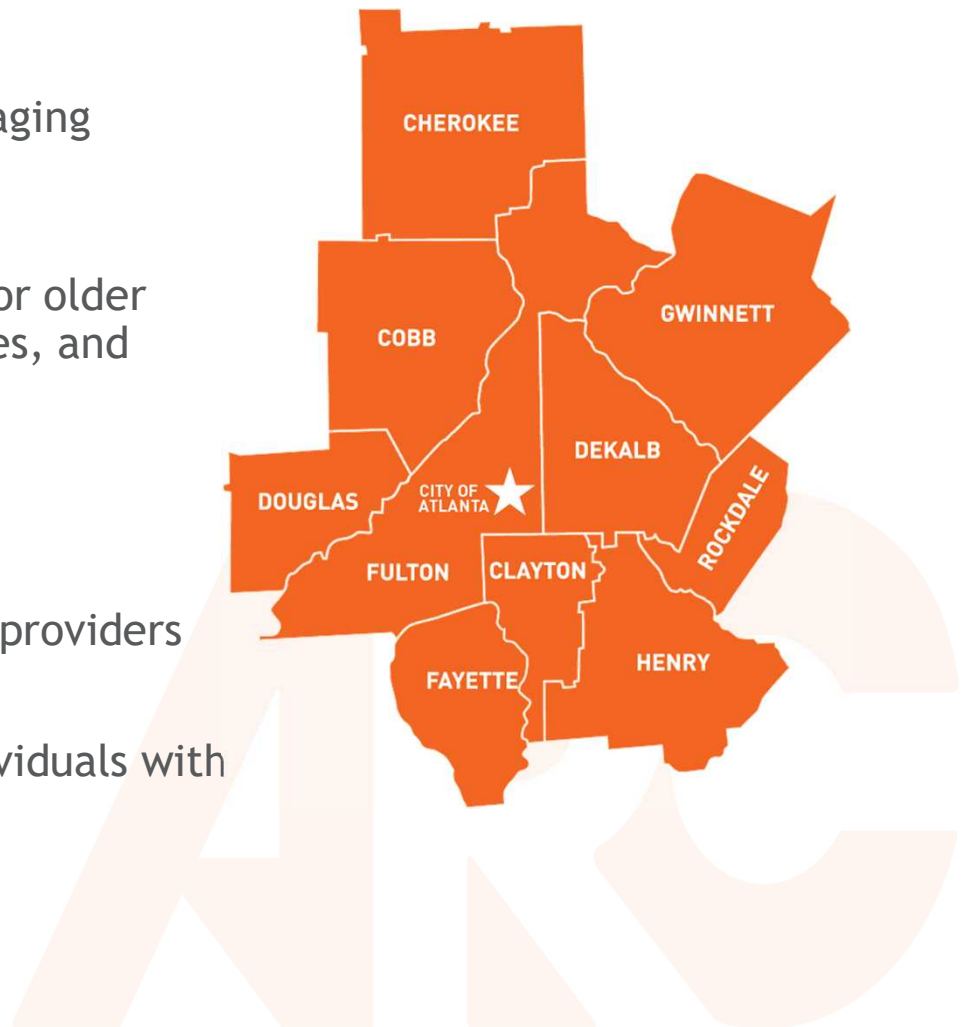 aging
or older
es, and
providers
viduals with
CHEROKEE
COBB
GWINNETT
DEKALB
DOUGLAS
CITY OF
ATLANTA
ROCKDALE
FULTON
CLAYTON
FAYETTE
HENRY
ARC